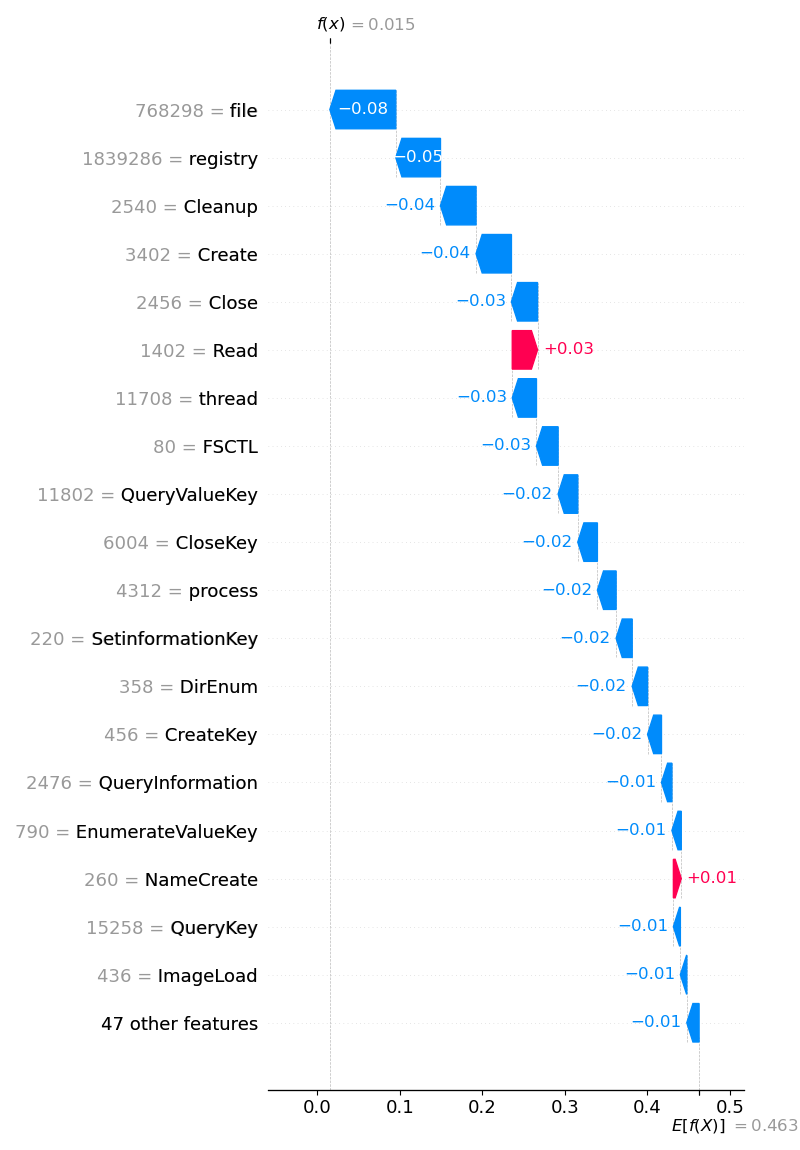 f(x) = 0.015
768298 = file −0.08
1839286 = registry −0.05
2540 = Cleanup −0.04
3402 = Create −0.04
2456 = Close −0.03
1402 = Read +0.03
11708 = thread −0.03
80 = FSCTL −0.03
11802 = QueryValueKey −0.02
6004 = CloseKey −0.02
4312 = process −0.02
220 = SetinformationKey −0.02
358 = DirEnum −0.02
456 = CreateKey −0.02
2476 = QueryInformation −0.01
790 = EnumerateValueKey −0.01
260 = NameCreate +0.01
15258 = QueryKey −0.01
436 = ImageLoad −0.01
47 other features −0.01
0.0 0.1 0.2 0.3 0.4 0.5
E[f(X)] = 0.463